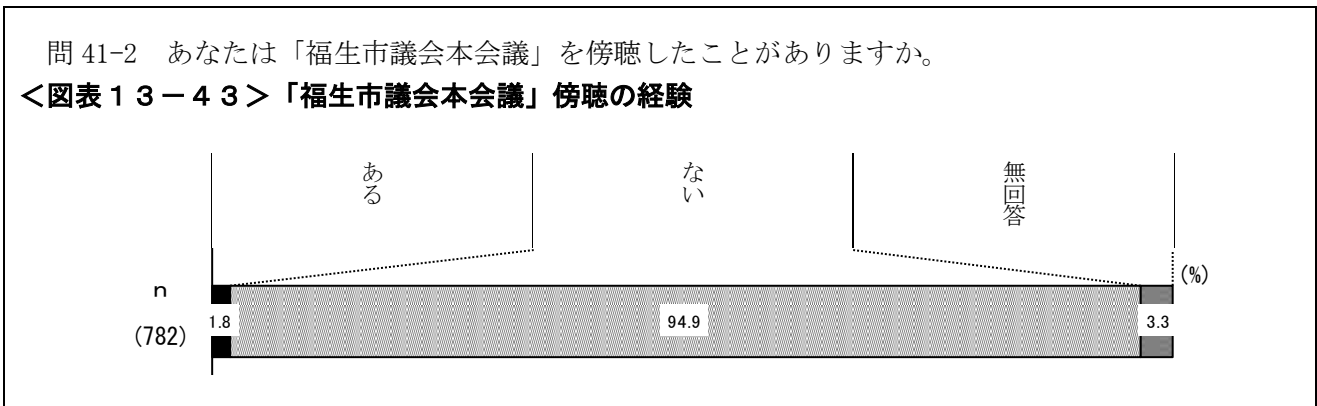 問 41-2　あなたは「福生市議会本会議」を傍聴したことがありますか。
＜図表１３－４３＞「福生市議会本会議」傍聴の経験
ある
ない
無回答
(%)
ｎ
(782)
1.8
94.9
3.3